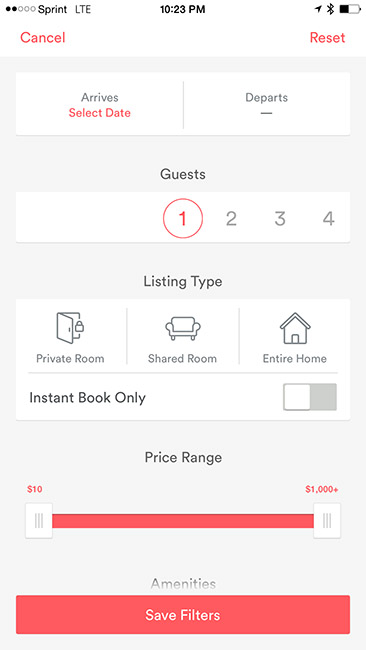 Sprint LTE 10:23 PM
Cancel Reset
Arrives Departs
Select Date —
Guests
1 2 3 4
Listing Type
Private Room Shared Room Entire Home
Instant Book Only
Price Range
$10 $1,000+
Amenities
Save Filters